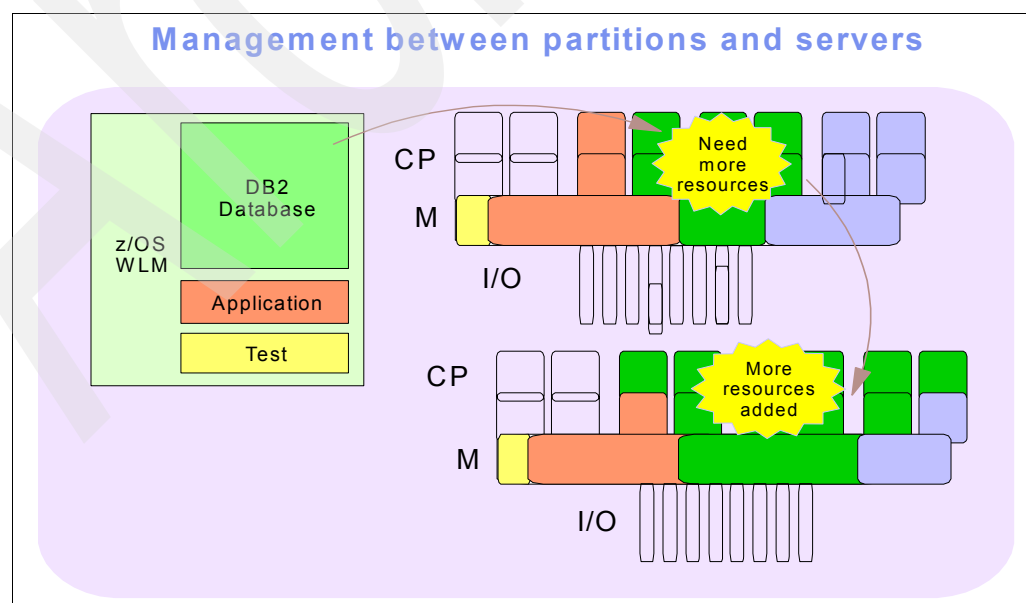 Management between partitions and servers
DB2
Database
z/OS
WLM
Application
Test
CP
M
I/O
Need
more
resources
CP
M
I/O
More
resources
added